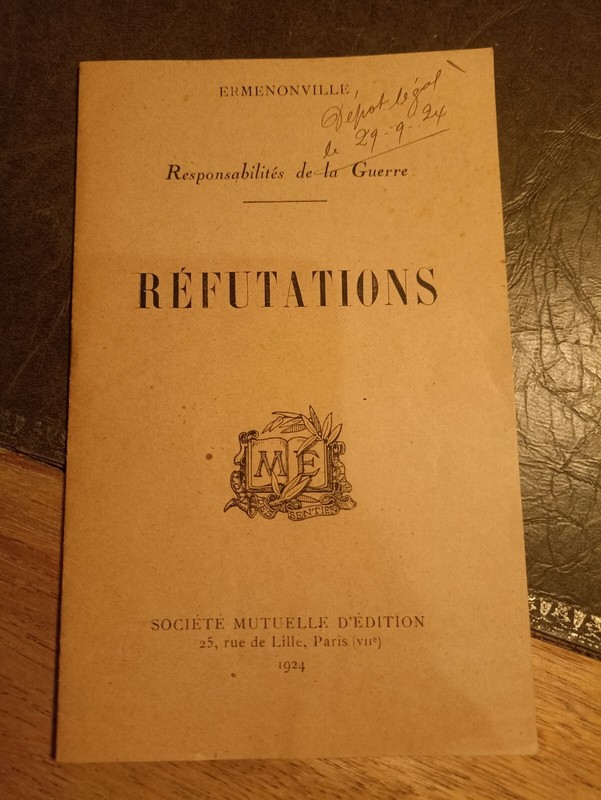 ERMENONVILLE
Dépot légal
le 29-9-24
Responsabilités de la Guerre
RÉFUTATIONS
M E
SENTIER
SOCIÉTÉ MUTUELLE D'ÉDITION
25, rue de Lille, Paris (VIIe)
1924